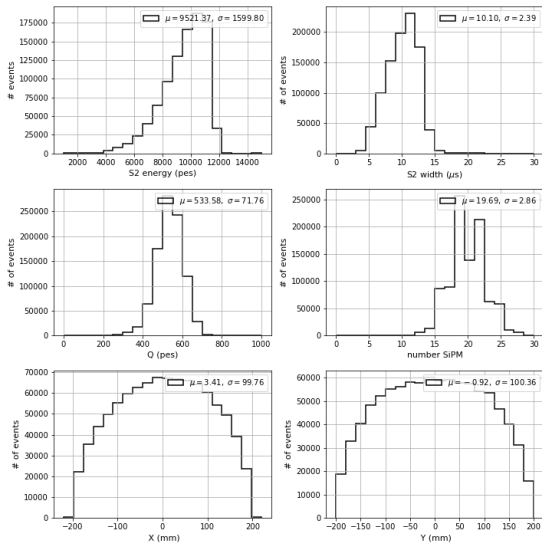 μ = 9521.37, σ = 1599.80
175000
150000
125000
100000
75000
50000
25000
0
# events
2000 4000 6000 8000 10000 12000 14000
S2 energy (pes)
μ = 10.10, σ = 2.39
200000
150000
100000
50000
0
# of events
0 5 10 15 20 25 30
S2 width (μs)
μ = 533.58, σ = 71.76
250000
200000
150000
100000
50000
0
# of events
0 200 400 600 800 1000
Q (pes)
μ = 19.69, σ = 2.86
250000
200000
150000
100000
50000
0
# of events
0 5 10 15 20 25 30
number SiPM
μ = 3.41, σ = 99.76
70000
60000
50000
40000
30000
20000
10000
0
# of events
−200 −100 0 100 200
X (mm)
μ = −0.92, σ = 100.36
60000
50000
40000
30000
20000
10000
0
# of events
−200 −150 −100 −50 0 50 100 150 200
Y (mm)